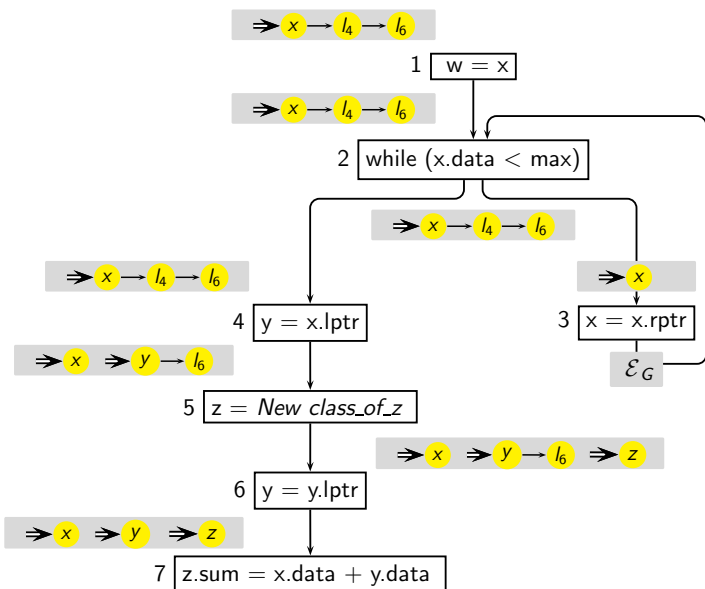 x l4 l6
1 w = x
x l4 l6
2 while (x.data < max)
x l4 l6
x l4 l6
x
4 y = x.lptr
3 x = x.rptr
x y l6
ℰG
5 z = New class_of_z
x y l6 z
6 y = y.lptr
x y z
7 z.sum = x.data + y.data